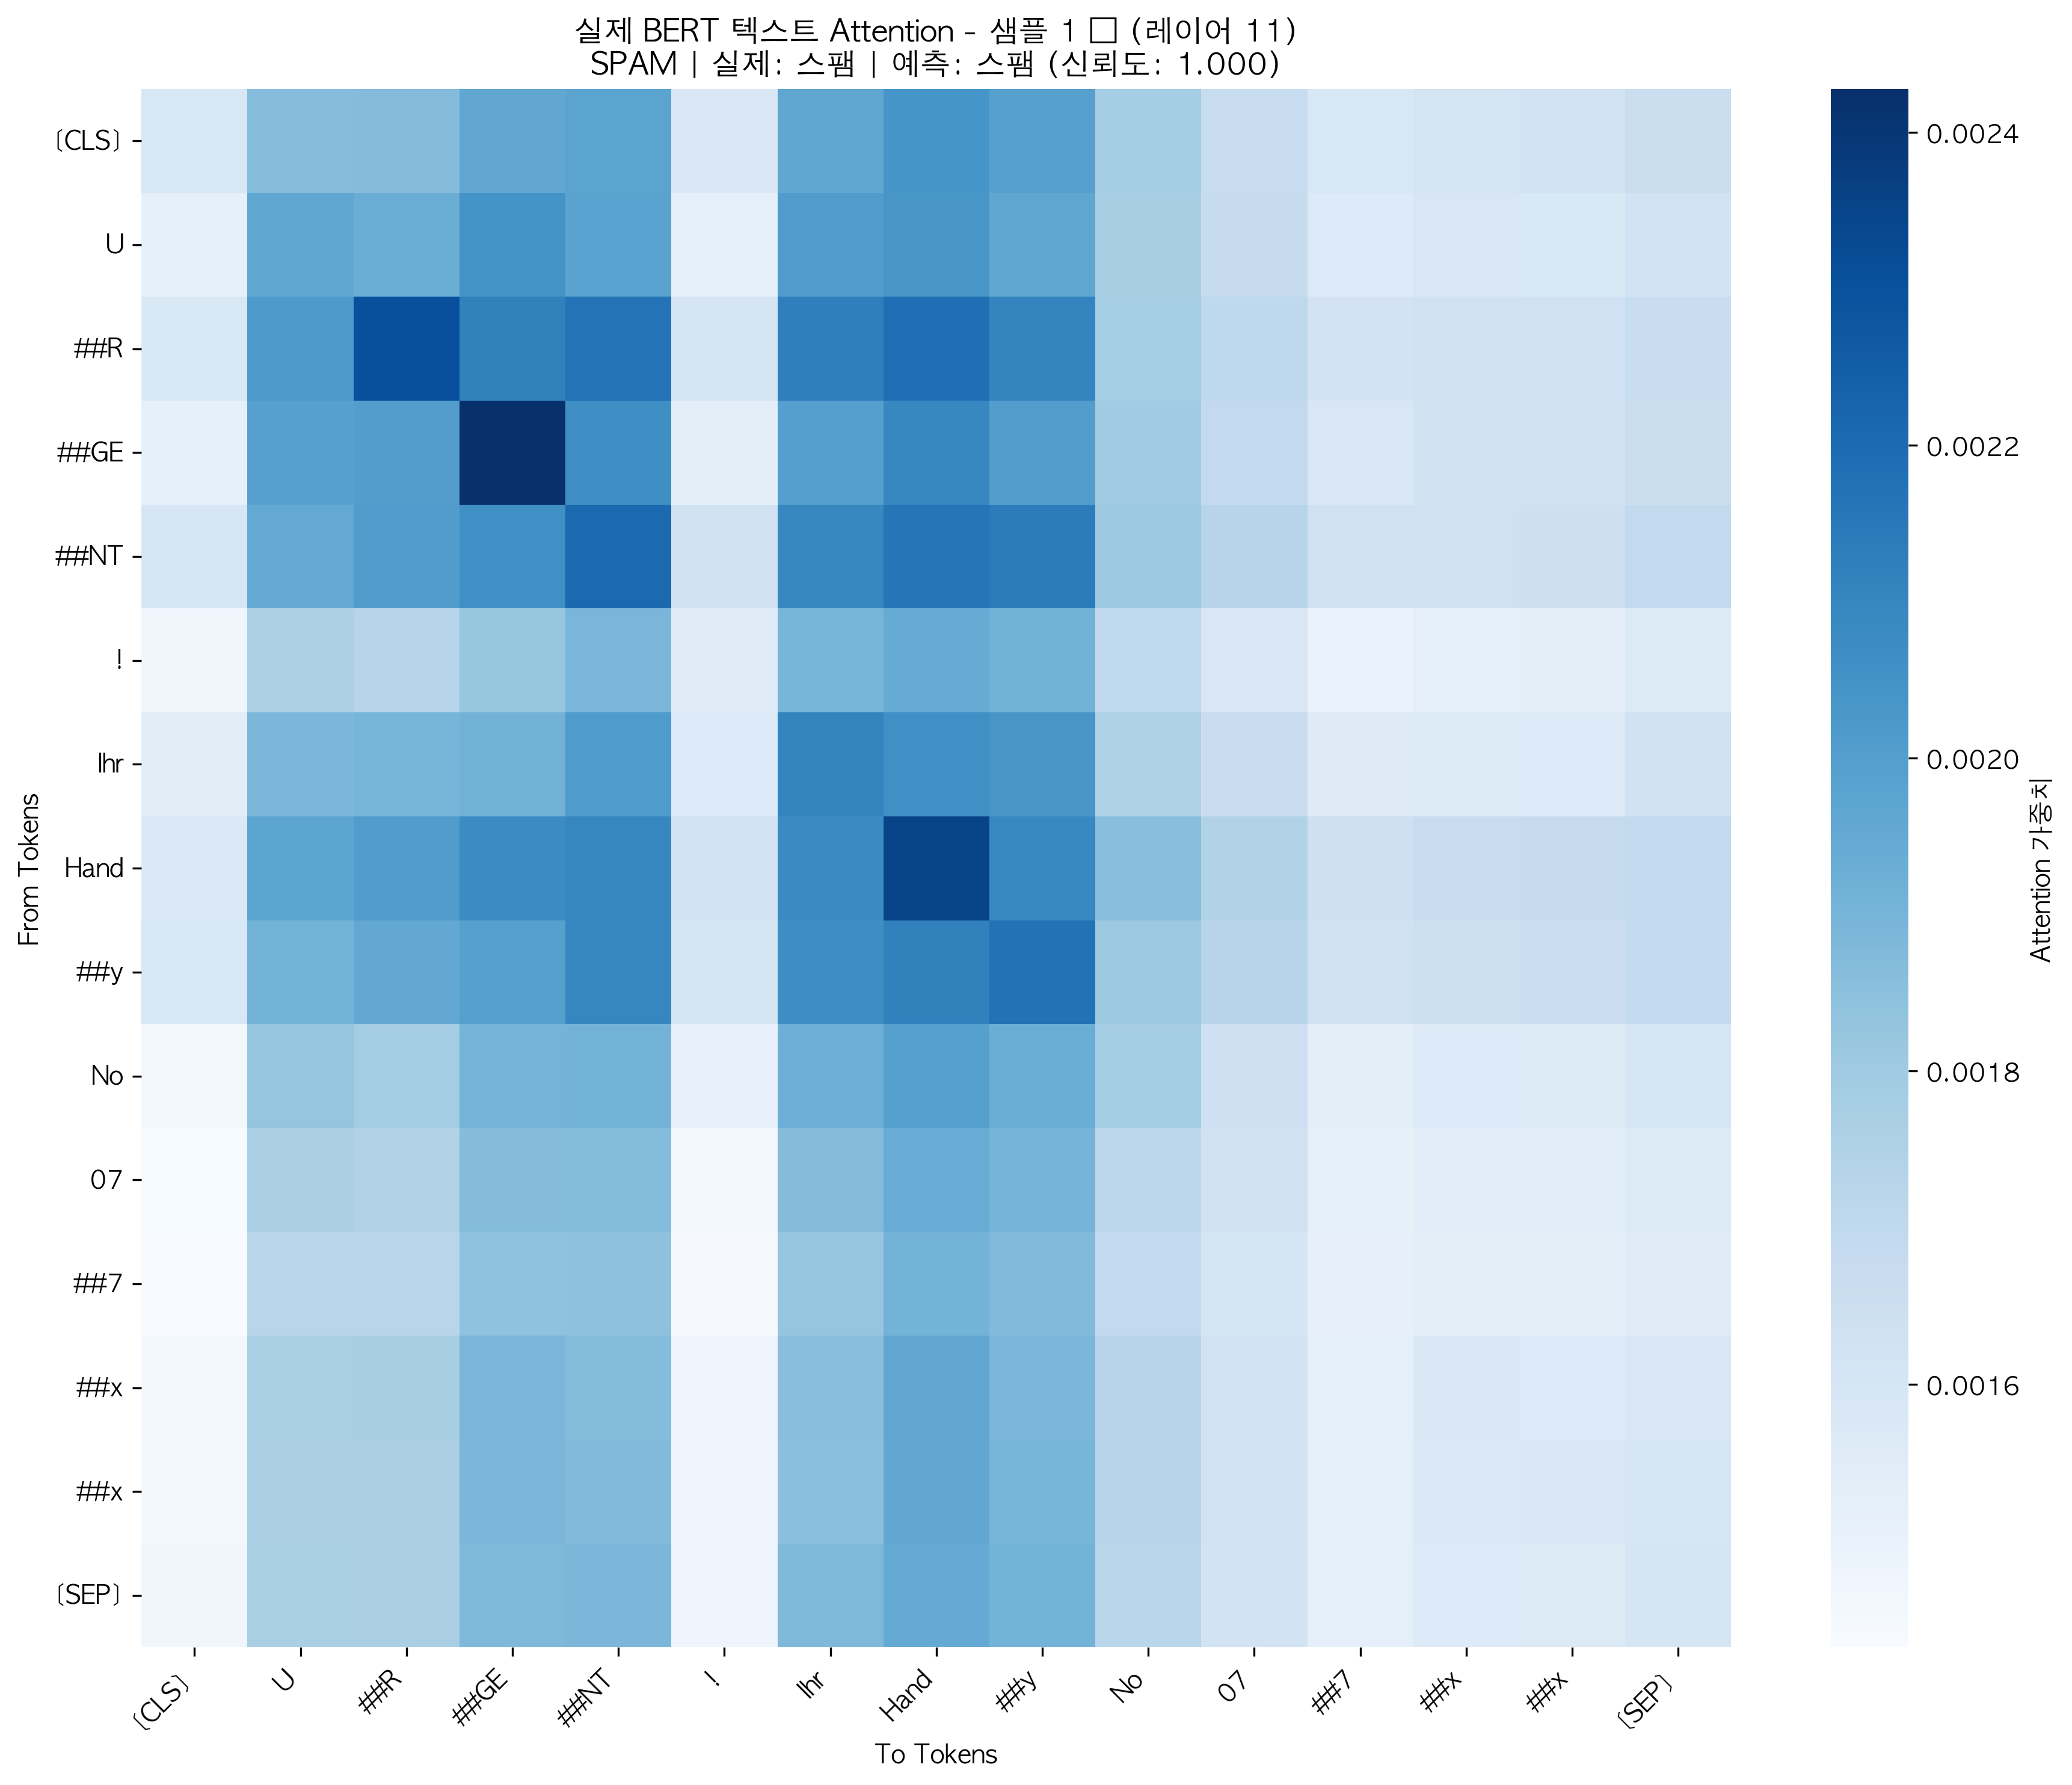 실제 BERT 텍스트 Attention - 샘플 1 □ (레이어 11)
SPAM | 실제: 스팸 | 예측: 스팸 (신뢰도: 1.000)
From Tokens
[CLS]
U
##R
##GE
##NT
!
Ihr
Hand
##y
No
07
##7
##x
##x
[SEP]
[CLS]
U
##R
##GE
##NT
!
Ihr
Hand
##y
No
07
##7
##x
##x
[SEP]
To Tokens
0.0024
0.0022
0.0020
0.0018
0.0016
Attention 가중치